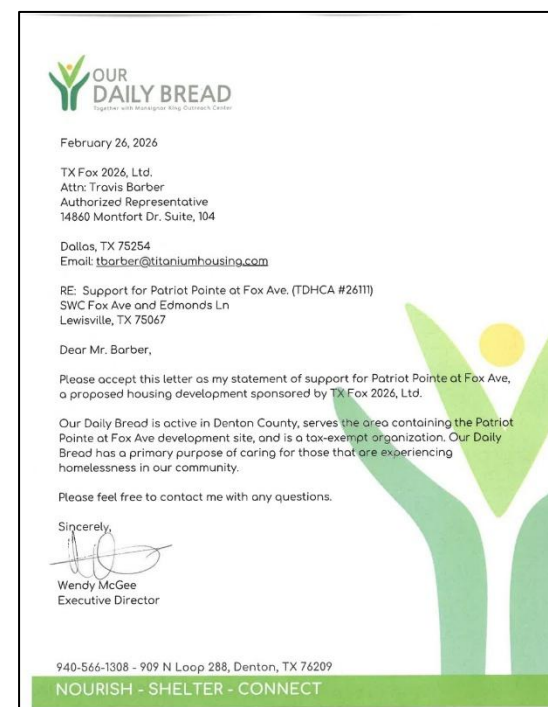 OUR
DAILY BREAD
Together with Monsignor King Outreach Center
February 26, 2026
TX Fox 2026, Ltd.
Attn: Travis Barber
Authorized Representative
14860 Montfort Dr. Suite, 104
Dallas, TX 75254
Email: tbarber@titaniumhousing.com
RE:  Support for Patriot Pointe at Fox Ave. (TDHCA #26111)
SWC Fox Ave and Edmonds Ln
Lewisville, TX 75067
Dear Mr. Barber,
Please accept this letter as my statement of support for Patriot Pointe at Fox Ave,
a proposed housing development sponsored by TX Fox 2026, Ltd.
Our Daily Bread is active in Denton County, serves the area containing the Patriot
Pointe at Fox Ave development site, and is a tax-exempt organization. Our Daily
Bread has a primary purpose of caring for those that are experiencing
homelessness in our community.
Please feel free to contact me with any questions.
Sincerely,
Wendy McGee
Executive Director
940-566-1308 - 909 N Loop 288, Denton, TX 76209
NOURISH - SHELTER - CONNECT